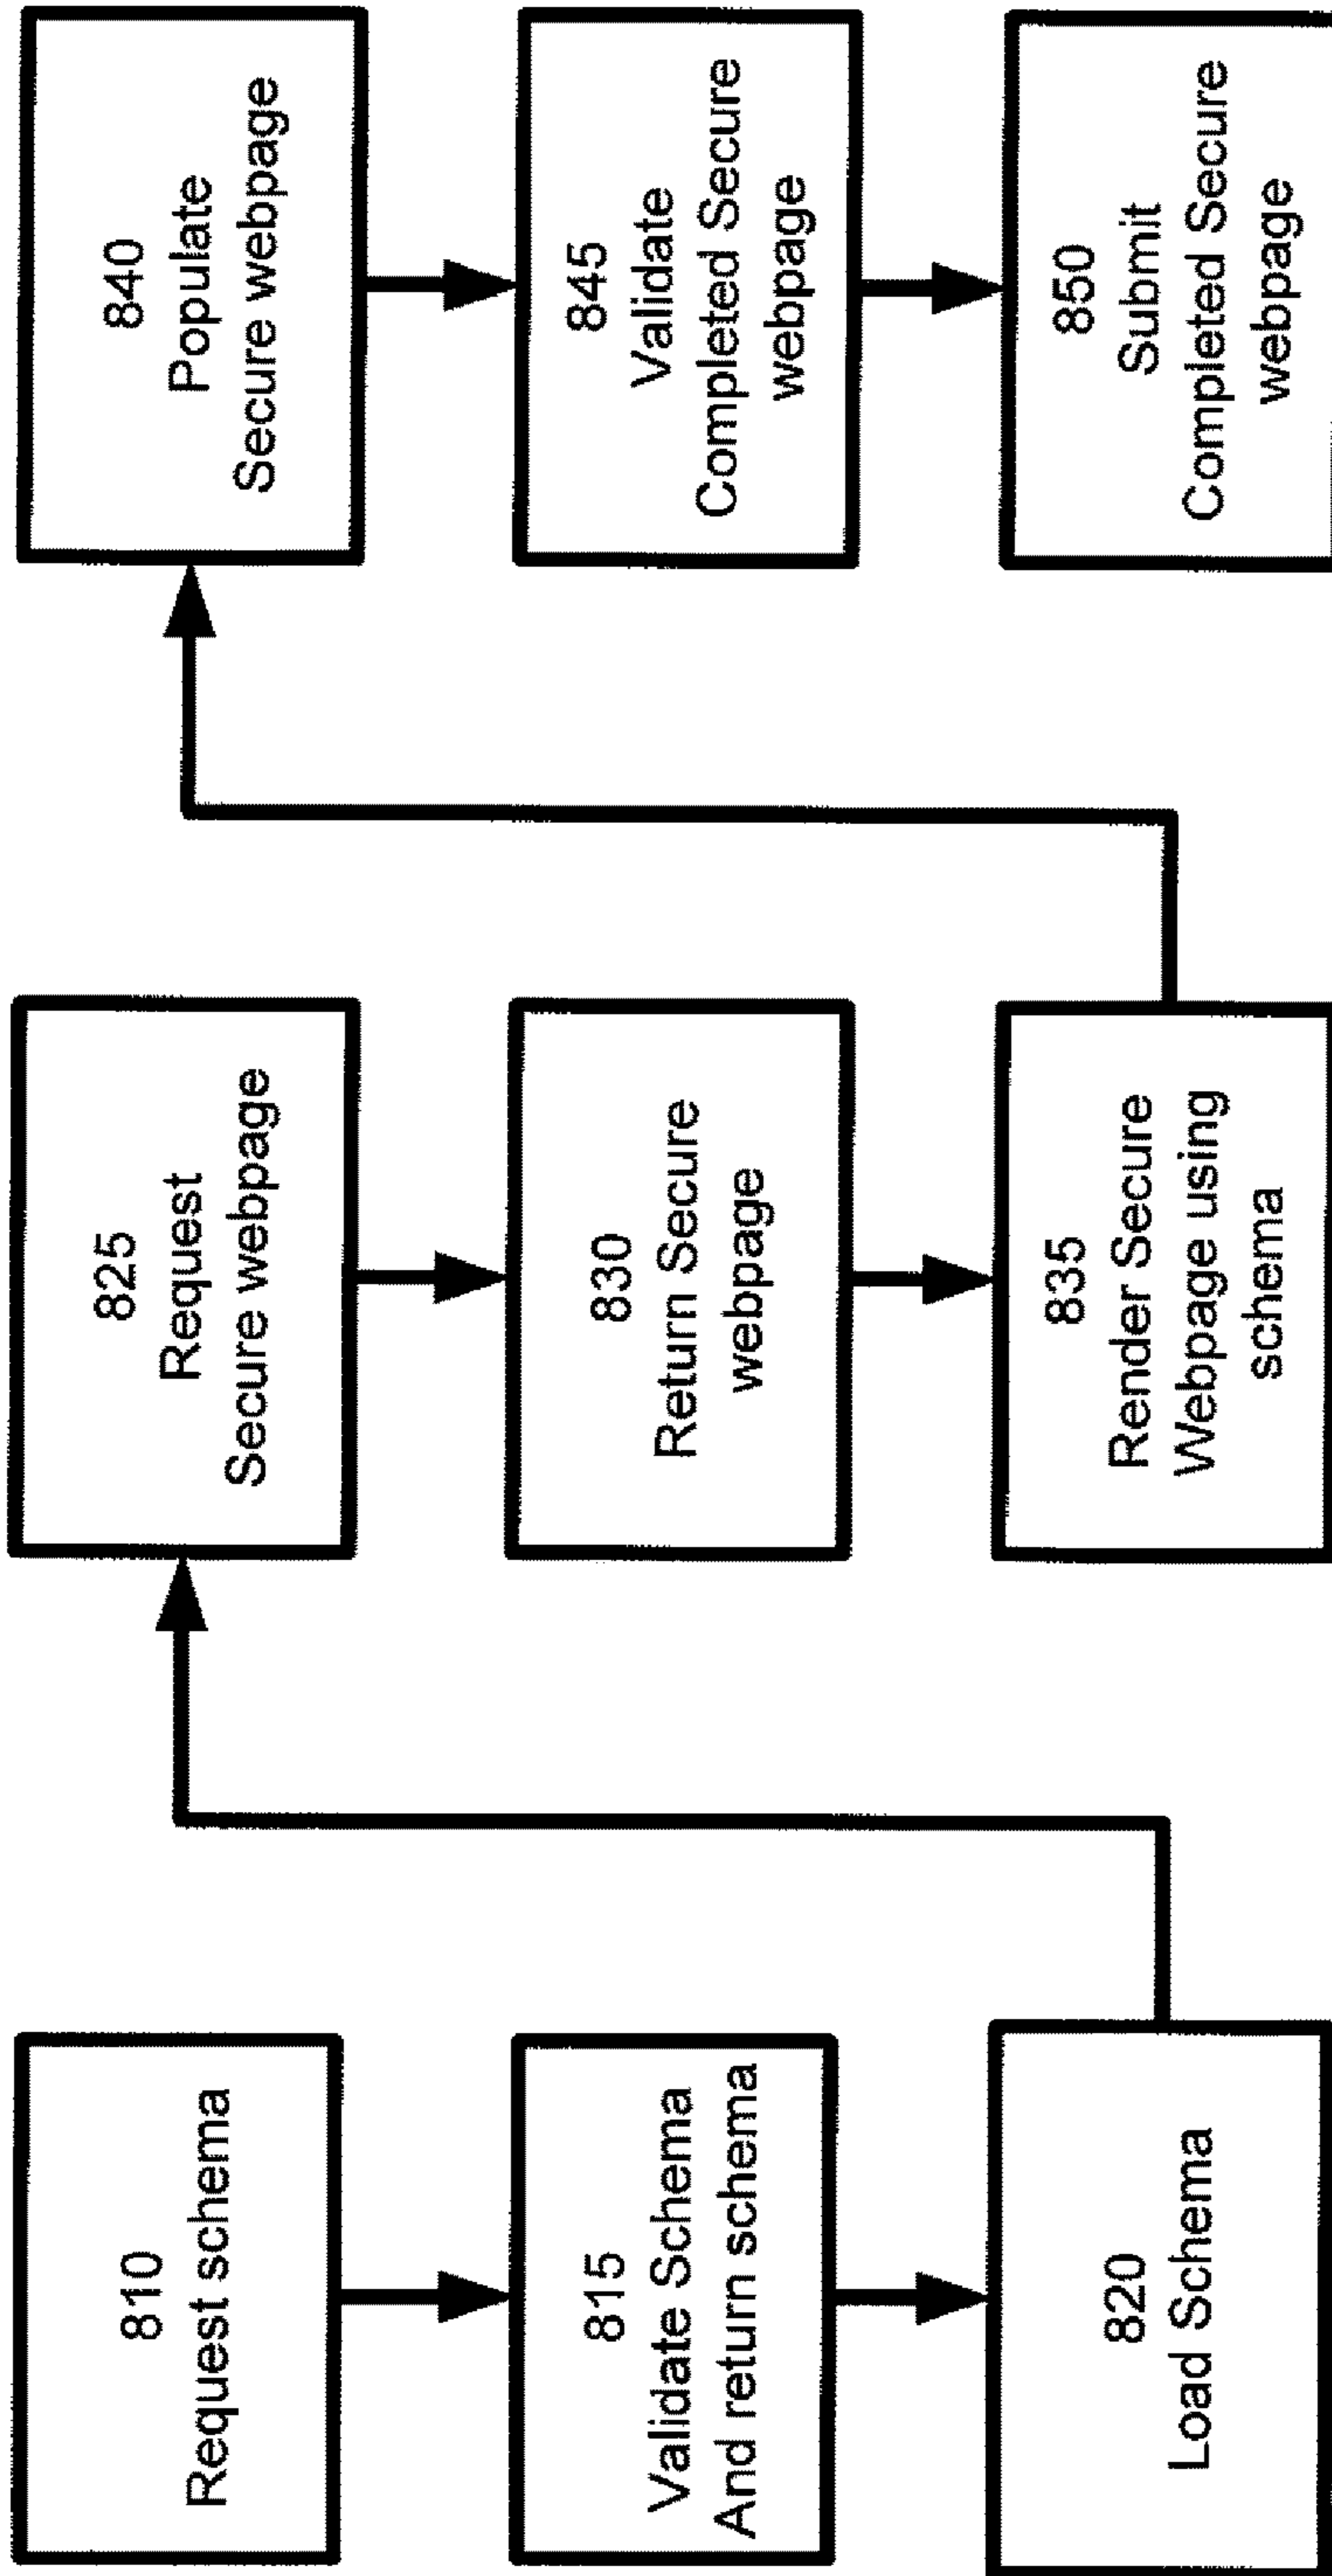 810
Request schema
815
Validate Schema
And return schema
820
Load Schema
825
Request
Secure webpage
830
Return Secure
webpage
835
Render Secure
Webpage using
schema
840
Populate
Secure webpage
845
Validate
Completed Secure
webpage
850
Submit
Completed Secure
webpage